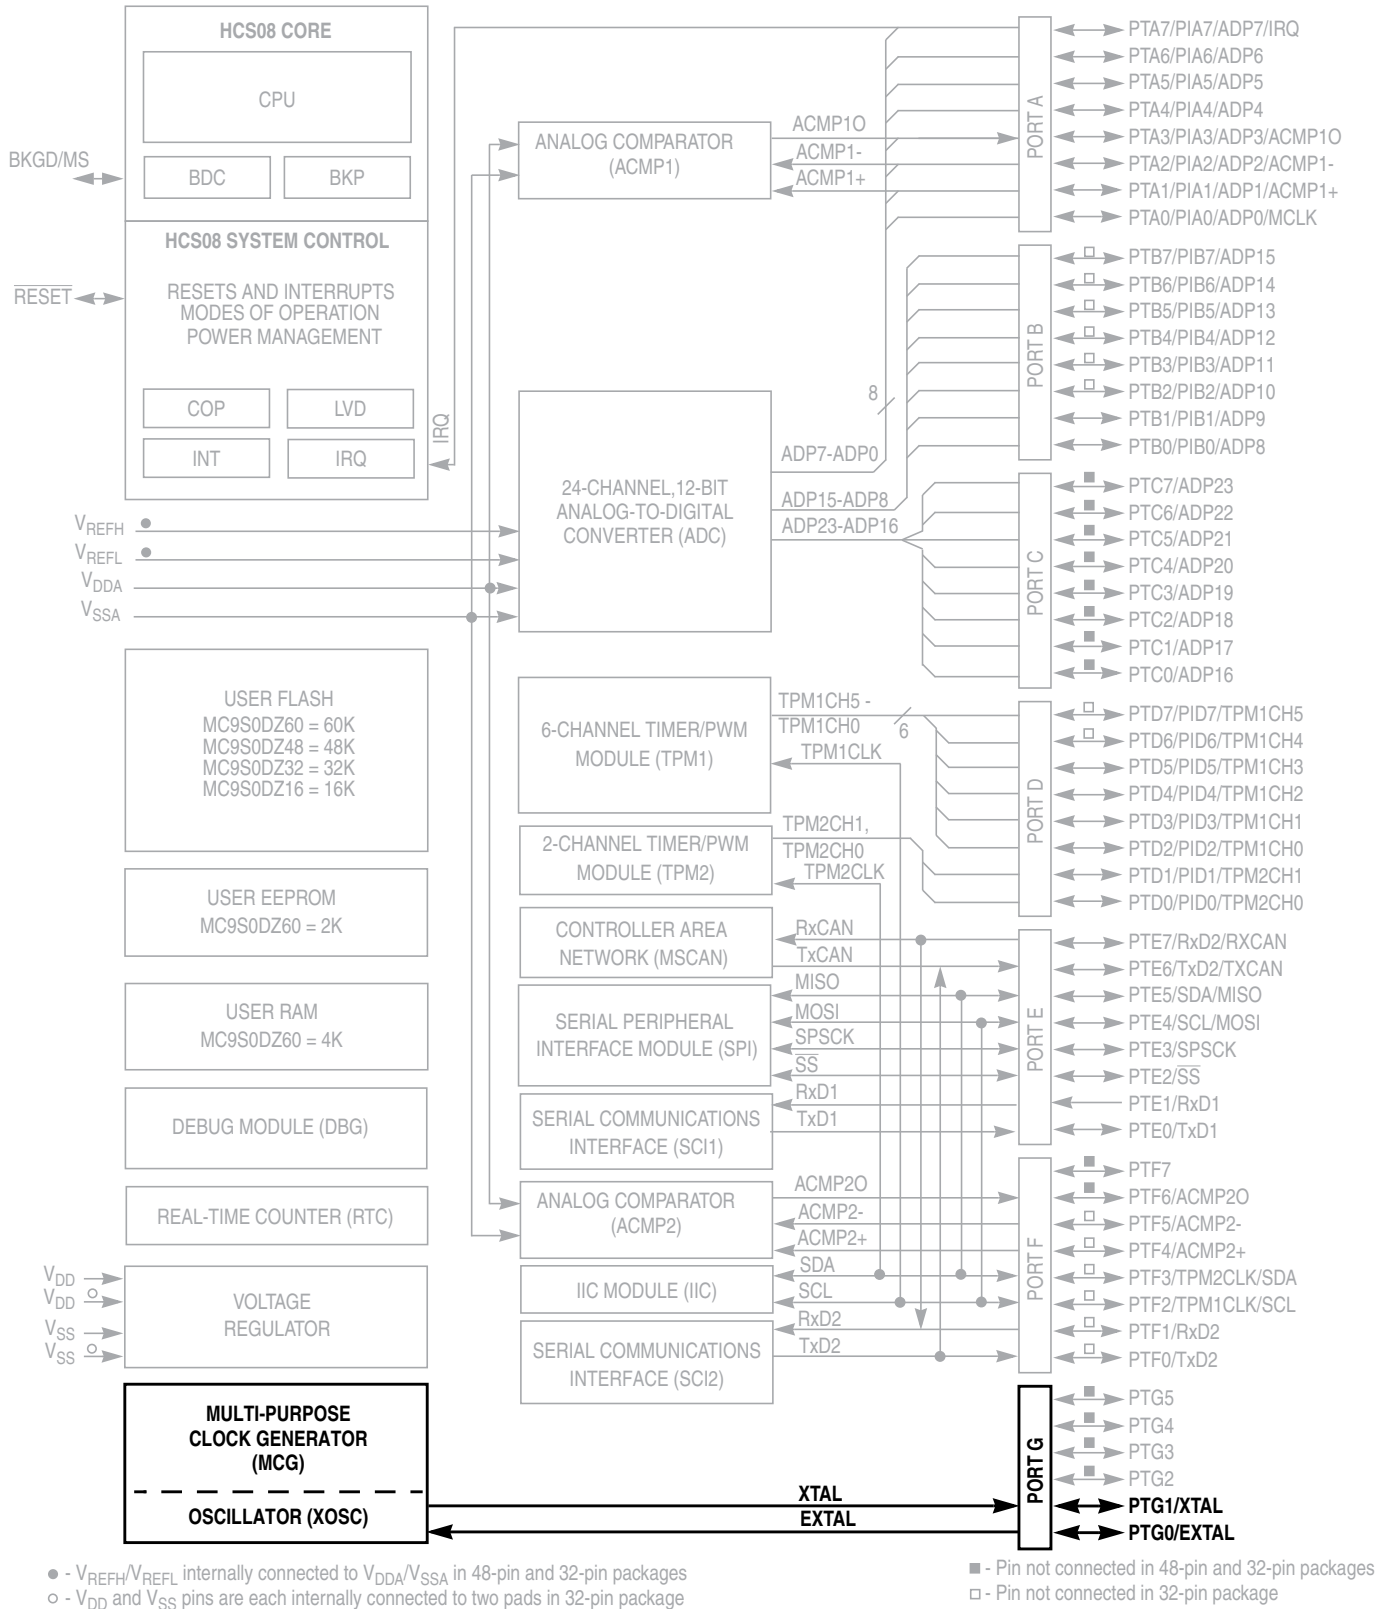 HCS08 CORE
CPU
BDC
BKP
BKGD/MS
HCS08 SYSTEM CONTROL
RESETS AND INTERRUPTS
MODES OF OPERATION
POWER MANAGEMENT
RESET
COP
LVD
INT
IRQ
IRQ
VREFH
VREFL
VDDA
VSSA
USER FLASH
MC9S0DZ60 = 60K
MC9S0DZ48 = 48K
MC9S0DZ32 = 32K
MC9S0DZ16 = 16K
USER EEPROM
MC9S0DZ60 = 2K
USER RAM
MC9S0DZ60 = 4K
DEBUG MODULE (DBG)
REAL-TIME COUNTER (RTC)
VDD
VDD
VSS
VSS
VOLTAGE
REGULATOR
MULTI-PURPOSE
CLOCK GENERATOR
(MCG)
OSCILLATOR (XOSC)
ANALOG COMPARATOR
(ACMP1)
ACMP1O
ACMP1-
ACMP1+
24-CHANNEL,12-BIT
ANALOG-TO-DIGITAL
CONVERTER (ADC)
8
ADP7-ADP0
ADP15-ADP8
ADP23-ADP16
6-CHANNEL TIMER/PWM
MODULE (TPM1)
TPM1CH5 -
TPM1CH0
6
TPM1CLK
2-CHANNEL TIMER/PWM
MODULE (TPM2)
TPM2CH1,
TPM2CH0
TPM2CLK
CONTROLLER AREA
NETWORK (MSCAN)
RxCAN
TxCAN
SERIAL PERIPHERAL
INTERFACE MODULE (SPI)
MISO
MOSI
SPSCK
SS
SERIAL COMMUNICATIONS
INTERFACE (SCI1)
RxD1
TxD1
ANALOG COMPARATOR
(ACMP2)
ACMP2O
ACMP2-
ACMP2+
IIC MODULE (IIC)
SDA
SCL
SERIAL COMMUNICATIONS
INTERFACE (SCI2)
RxD2
TxD2
XTAL
EXTAL
PORT A
PTA7/PIA7/ADP7/IRQ
PTA6/PIA6/ADP6
PTA5/PIA5/ADP5
PTA4/PIA4/ADP4
PTA3/PIA3/ADP3/ACMP1O
PTA2/PIA2/ADP2/ACMP1-
PTA1/PIA1/ADP1/ACMP1+
PTA0/PIA0/ADP0/MCLK
PORT B
PTB7/PIB7/ADP15
PTB6/PIB6/ADP14
PTB5/PIB5/ADP13
PTB4/PIB4/ADP12
PTB3/PIB3/ADP11
PTB2/PIB2/ADP10
PTB1/PIB1/ADP9
PTB0/PIB0/ADP8
PORT C
PTC7/ADP23
PTC6/ADP22
PTC5/ADP21
PTC4/ADP20
PTC3/ADP19
PTC2/ADP18
PTC1/ADP17
PTC0/ADP16
PORT D
PTD7/PID7/TPM1CH5
PTD6/PID6/TPM1CH4
PTD5/PID5/TPM1CH3
PTD4/PID4/TPM1CH2
PTD3/PID3/TPM1CH1
PTD2/PID2/TPM1CH0
PTD1/PID1/TPM2CH1
PTD0/PID0/TPM2CH0
PORT E
PTE7/RxD2/RXCAN
PTE6/TxD2/TXCAN
PTE5/SDA/MISO
PTE4/SCL/MOSI
PTE3/SPSCK
PTE2/SS
PTE1/RxD1
PTE0/TxD1
PORT F
PTF7
PTF6/ACMP2O
PTF5/ACMP2-
PTF4/ACMP2+
PTF3/TPM2CLK/SDA
PTF2/TPM1CLK/SCL
PTF1/RxD2
PTF0/TxD2
PORT G
PTG5
PTG4
PTG3
PTG2
PTG1/XTAL
PTG0/EXTAL
● - VREFH/VREFL internally connected to VDDA/VSSA in 48-pin and 32-pin packages
○ - VDD and VSS pins are each internally connected to two pads in 32-pin package
■ - Pin not connected in 48-pin and 32-pin packages
□ - Pin not connected in 32-pin package